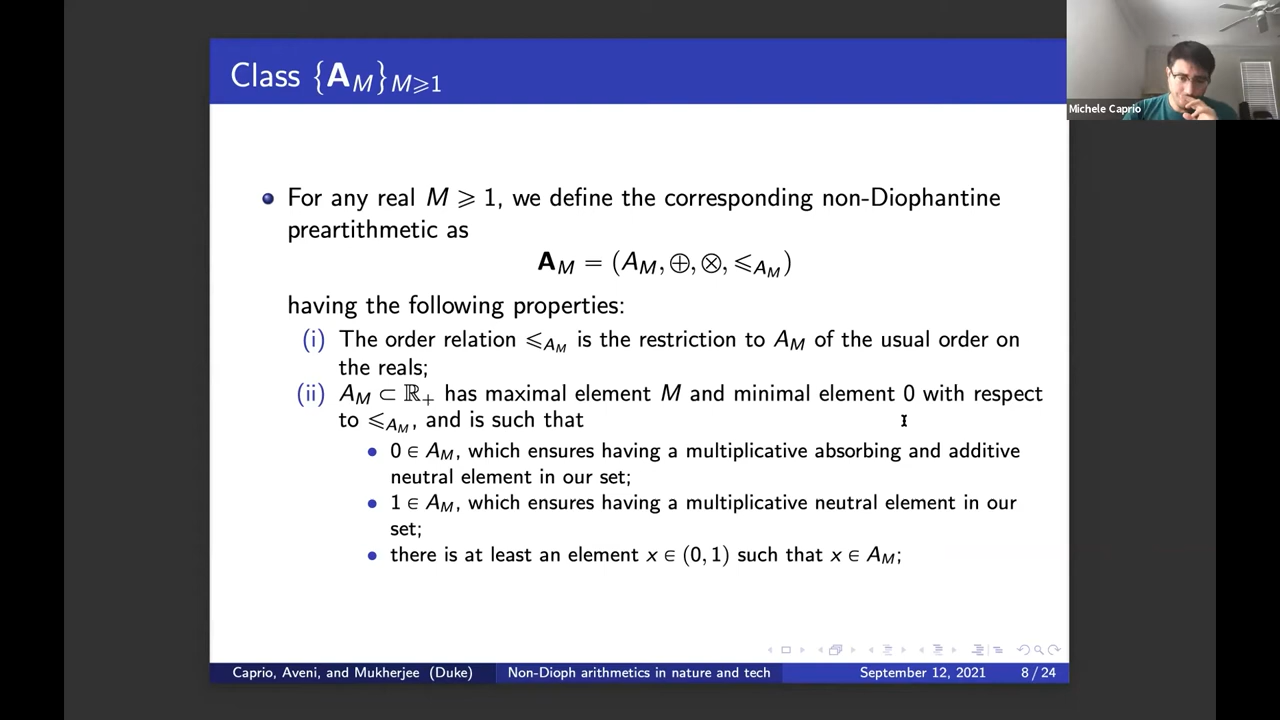 Class {𝐀_M}_{M⩾1}
Michele Caprio
For any real M ⩾ 1, we define the corresponding non-Diophantine
preartithmetic as
𝐀_M = (A_M, ⊕, ⊗, ⩽_{A_M})
having the following properties:
(i) The order relation ⩽_{A_M} is the restriction to A_M of the usual order on
the reals;
(ii) A_M ⊂ ℝ₊ has maximal element M and minimal element 0 with respect
to ⩽_{A_M}, and is such that
0 ∈ A_M, which ensures having a multiplicative absorbing and additive
neutral element in our set;
1 ∈ A_M, which ensures having a multiplicative neutral element in our
set;
there is at least an element x ∈ (0, 1) such that x ∈ A_M;
Caprio, Aveni, and Mukherjee (Duke) Non-Dioph arithmetics in nature and tech September 12, 2021 8 / 24